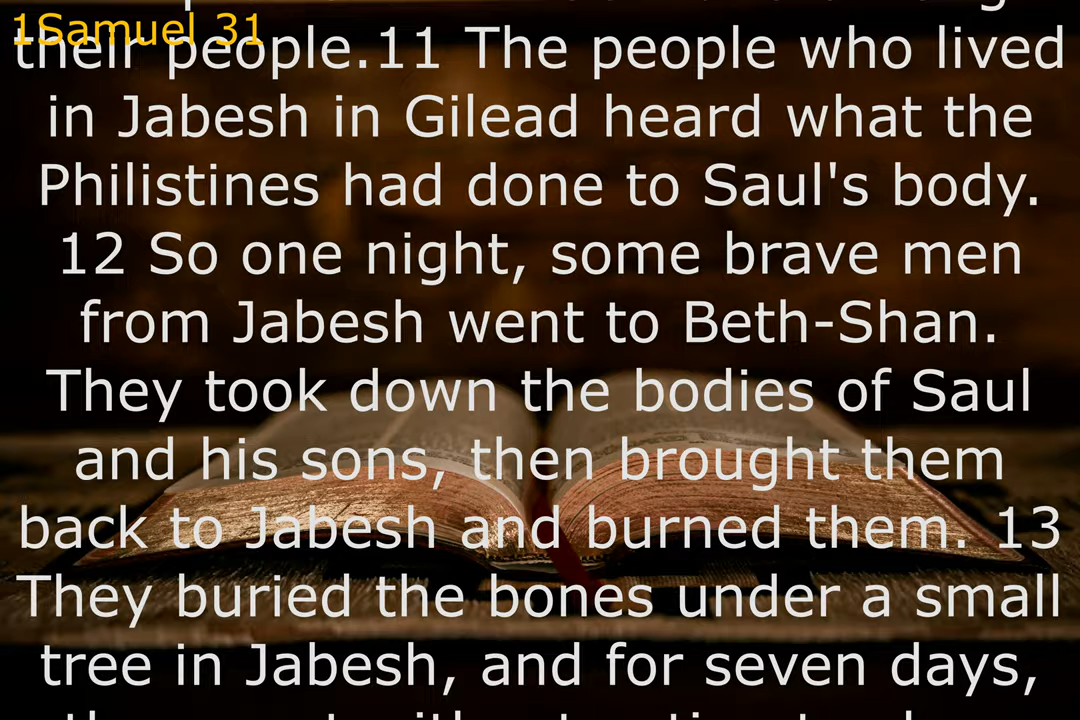 1Samuel 31
their people.11 The people who lived
in Jabesh in Gilead heard what the
Philistines had done to Saul's body.
12 So one night, some brave men
from Jabesh went to Beth-Shan.
They took down the bodies of Saul
and his sons, then brought them
back to Jabesh and burned them. 13
They buried the bones under a small
tree in Jabesh, and for seven days,